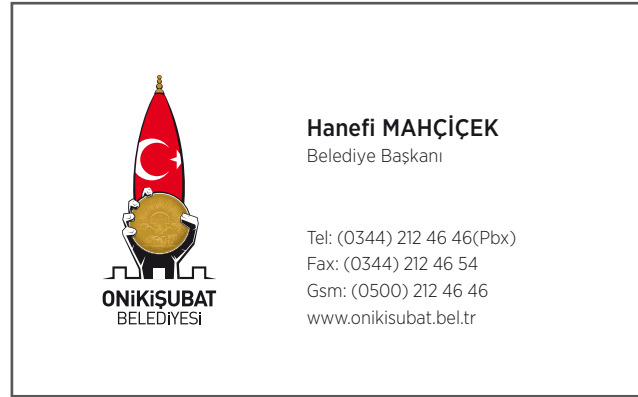 Hanefi MAHÇİÇEK
Belediye Başkanı
Tel: (0344) 212 46 46(Pbx)
Fax: (0344) 212 46 54
Gsm: (0500) 212 46 46
www.onikisubat.bel.tr
ONiKiŞUBAT
BELEDiYESi